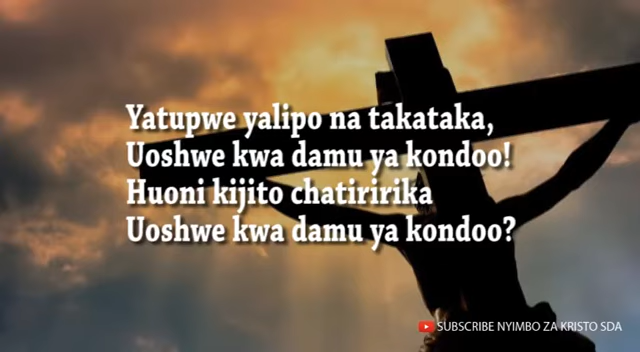 Yatupwe yalipo na takataka,
Uoshwe kwa damu ya kondoo!
Huoni kijito chatiririka
Uoshwe kwa damu ya kondoo?
SUBSCRIBE NYIMBO ZA KRISTO SDA